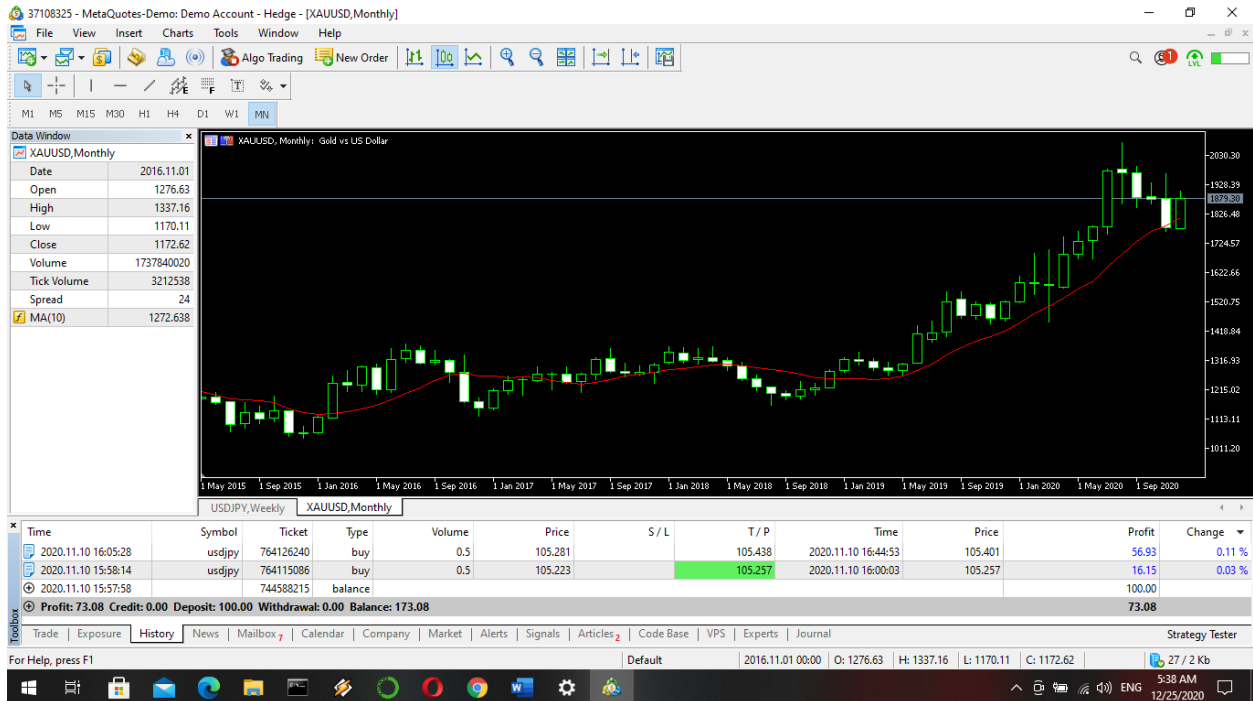 37108325 - MetaQuotes-Demo: Demo Account - Hedge - [XAUUSD,Monthly]
File View Insert Charts Tools Window Help
Algo Trading New Order
1
LVL
E F T
M1 M5 M15 M30 H1 H4 D1 W1 MN
Data Window
XAUUSD,Monthly
Date 2016.11.01
Open 1276.63
High 1337.16
Low 1170.11
Close 1172.62
Volume 1737840020
Tick Volume 3212538
Spread 24
MA(10) 1272.638
XAUUSD, Monthly: Gold vs US Dollar
2030.30
1928.39
1879.30
1826.48
1724.57
1622.66
1520.75
1418.84
1316.93
1215.02
1113.11
1011.20
1 May 2015 1 Sep 2015 1 Jan 2016 1 May 2016 1 Sep 2016 1 Jan 2017 1 May 2017 1 Sep 2017 1 Jan 2018 1 May 2018 1 Sep 2018 1 Jan 2019 1 May 2019 1 Sep 2019 1 Jan 2020 1 May 2020 1 Sep 2020
USDJPY,Weekly XAUUSD,Monthly
Time Symbol Ticket Type Volume Price S / L T / P Time Price Profit Change
2020.11.10 16:05:28 usdjpy 764126240 buy 0.5 105.281 105.438 2020.11.10 16:44:53 105.401 56.93 0.11 %
2020.11.10 15:58:14 usdjpy 764115086 buy 0.5 105.223 105.257 2020.11.10 16:00:03 105.257 16.15 0.03 %
2020.11.10 15:57:58 744588215 balance 100.00
Profit: 73.08 Credit: 0.00 Deposit: 100.00 Withdrawal: 0.00 Balance: 173.08 73.08
Toolbox
Trade Exposure History News Mailbox 7 Calendar Company Market Alerts Signals Articles 2 Code Base VPS Experts Journal Strategy Tester
For Help, press F1 Default 2016.11.01 00:00 O: 1276.63 H: 1337.16 L: 1170.11 C: 1172.62 27 / 2 Kb
ENG 5:38 AM
12/25/2020